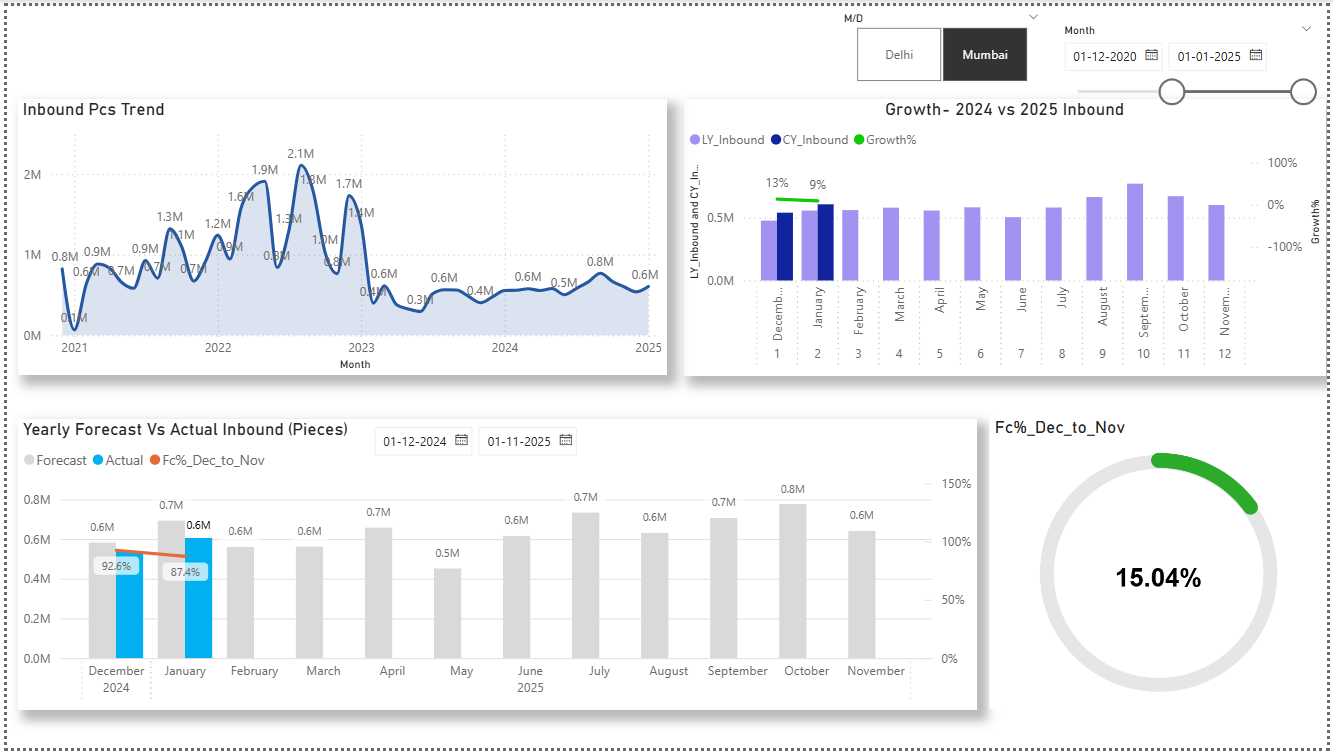 M/D
Delhi
Mumbai
Month
01-12-2020
01-01-2025
Inbound Pcs Trend
2M
1M
0M
0.8M
0.1M
0.6M
0.9M
0.7M
0.9M
0.7M
1.3M
1.1M
0.7M
1.2M
0.9M
1.6M
1.9M
0.8M
1.3M
2.1M
1.8M
1.0M
0.8M
1.7M
1.4M
0.4M
0.6M
0.3M
0.6M
0.4M
0.6M
0.5M
0.8M
0.6M
2021 2022 2023 2024 2025
Month
Growth- 2024 vs 2025 Inbound
LY_Inbound CY_Inbound Growth%
LY_Inbound and CY_In...
0.5M
0.0M
13% 9%
100%
0%
-100%
Growth%
Decemb... January February March April May June July August Septem... October Novem...
1 2 3 4 5 6 7 8 9 10 11 12
Yearly Forecast Vs Actual Inbound (Pieces)
01-12-2024
01-11-2025
Forecast Actual Fc%_Dec_to_Nov
0.8M
0.6M
0.4M
0.2M
0.0M
0.6M 0.7M 0.6M 0.6M 0.6M 0.7M 0.5M 0.6M 0.7M 0.6M 0.7M 0.8M 0.6M
92.6% 87.4%
150%
100%
50%
0%
December January February March April May June July August September October November
2024 2025
Fc%_Dec_to_Nov
15.04%